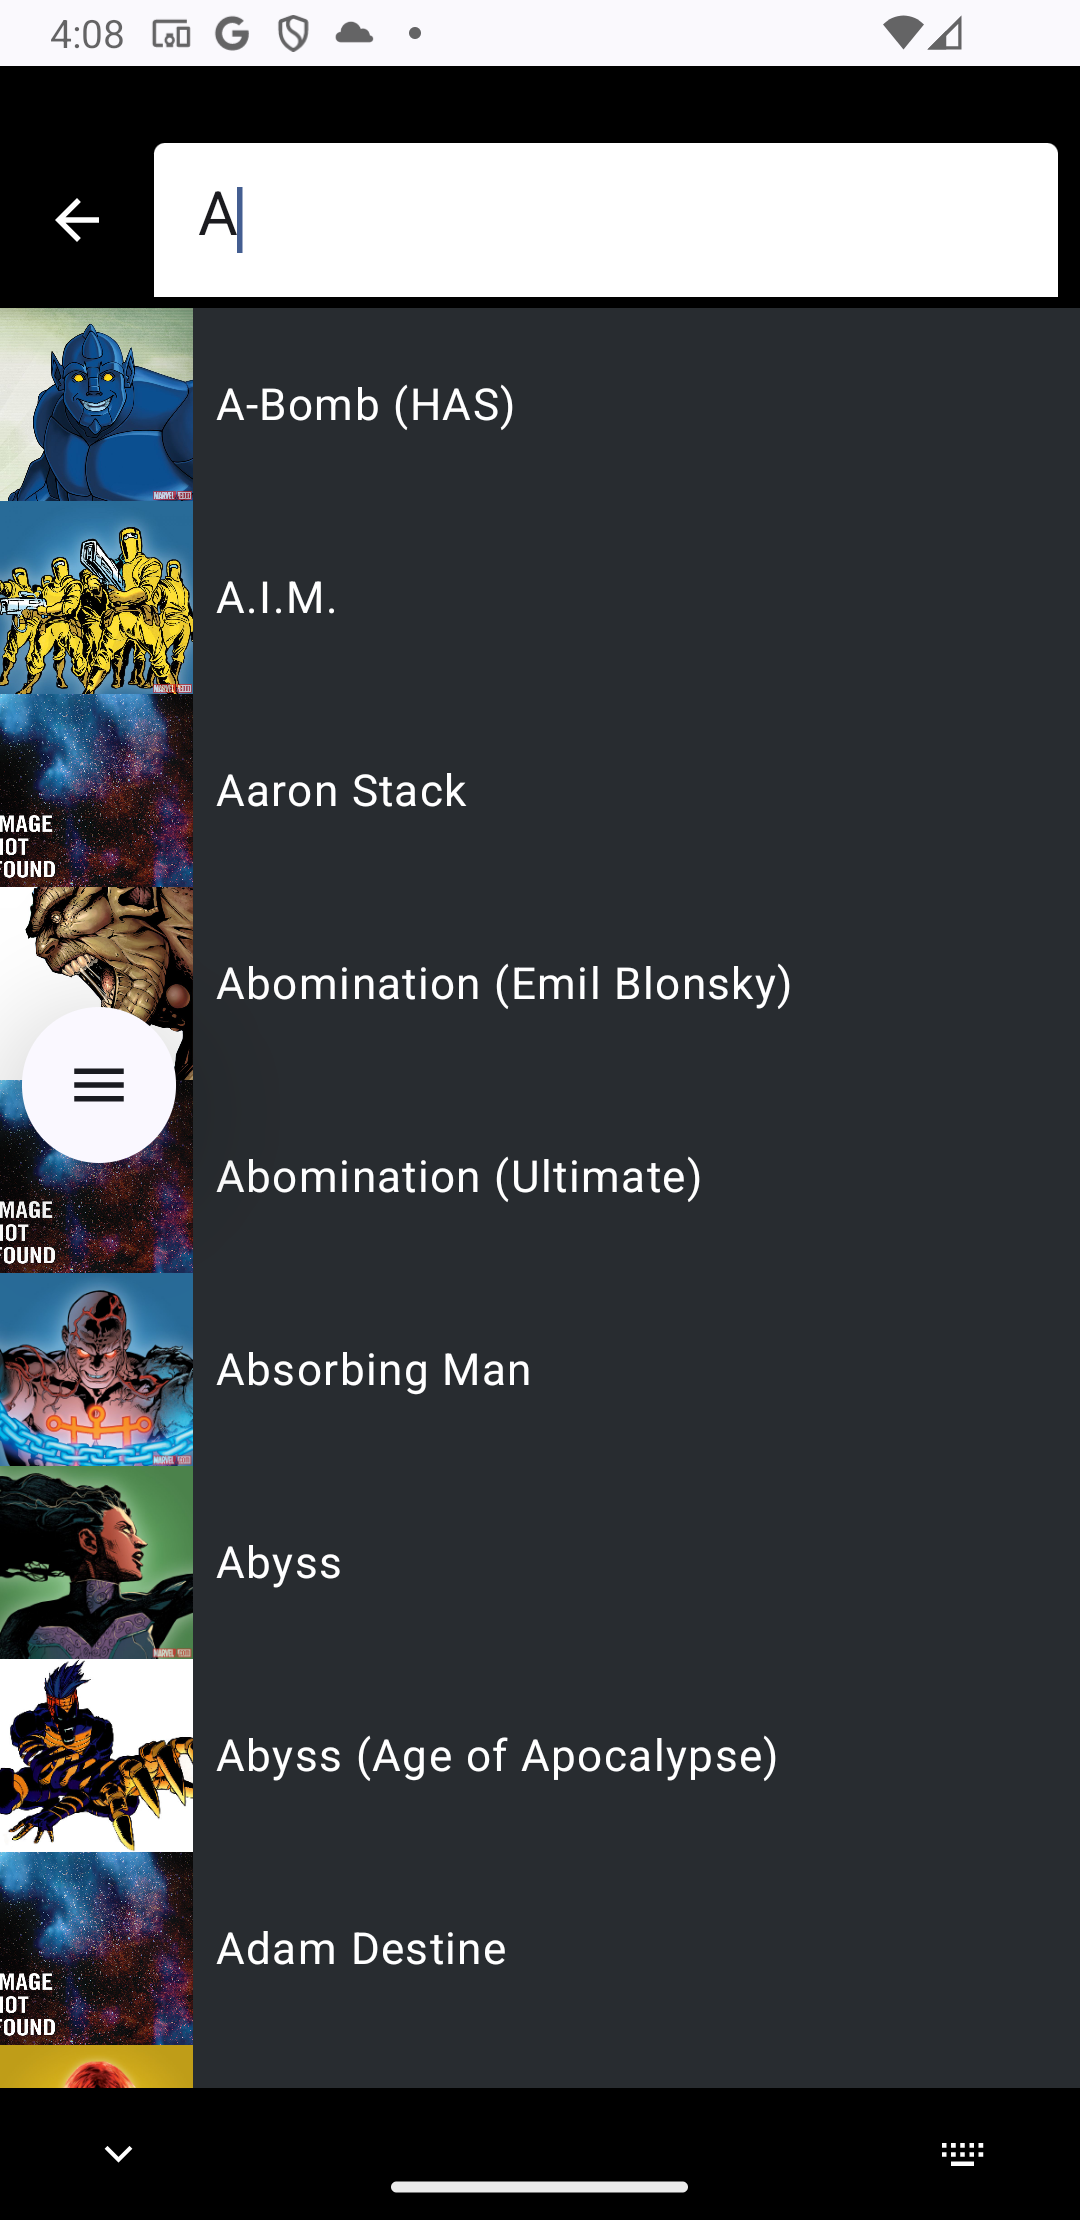 4:08
A
A-Bomb (HAS)
A.I.M.
Aaron Stack
MAGE
IOT
FOUND
Abomination (Emil Blonsky)
Abomination (Ultimate)
MAGE
IOT
FOUND
Absorbing Man
Abyss
Abyss (Age of Apocalypse)
Adam Destine
MAGE
IOT
FOUND